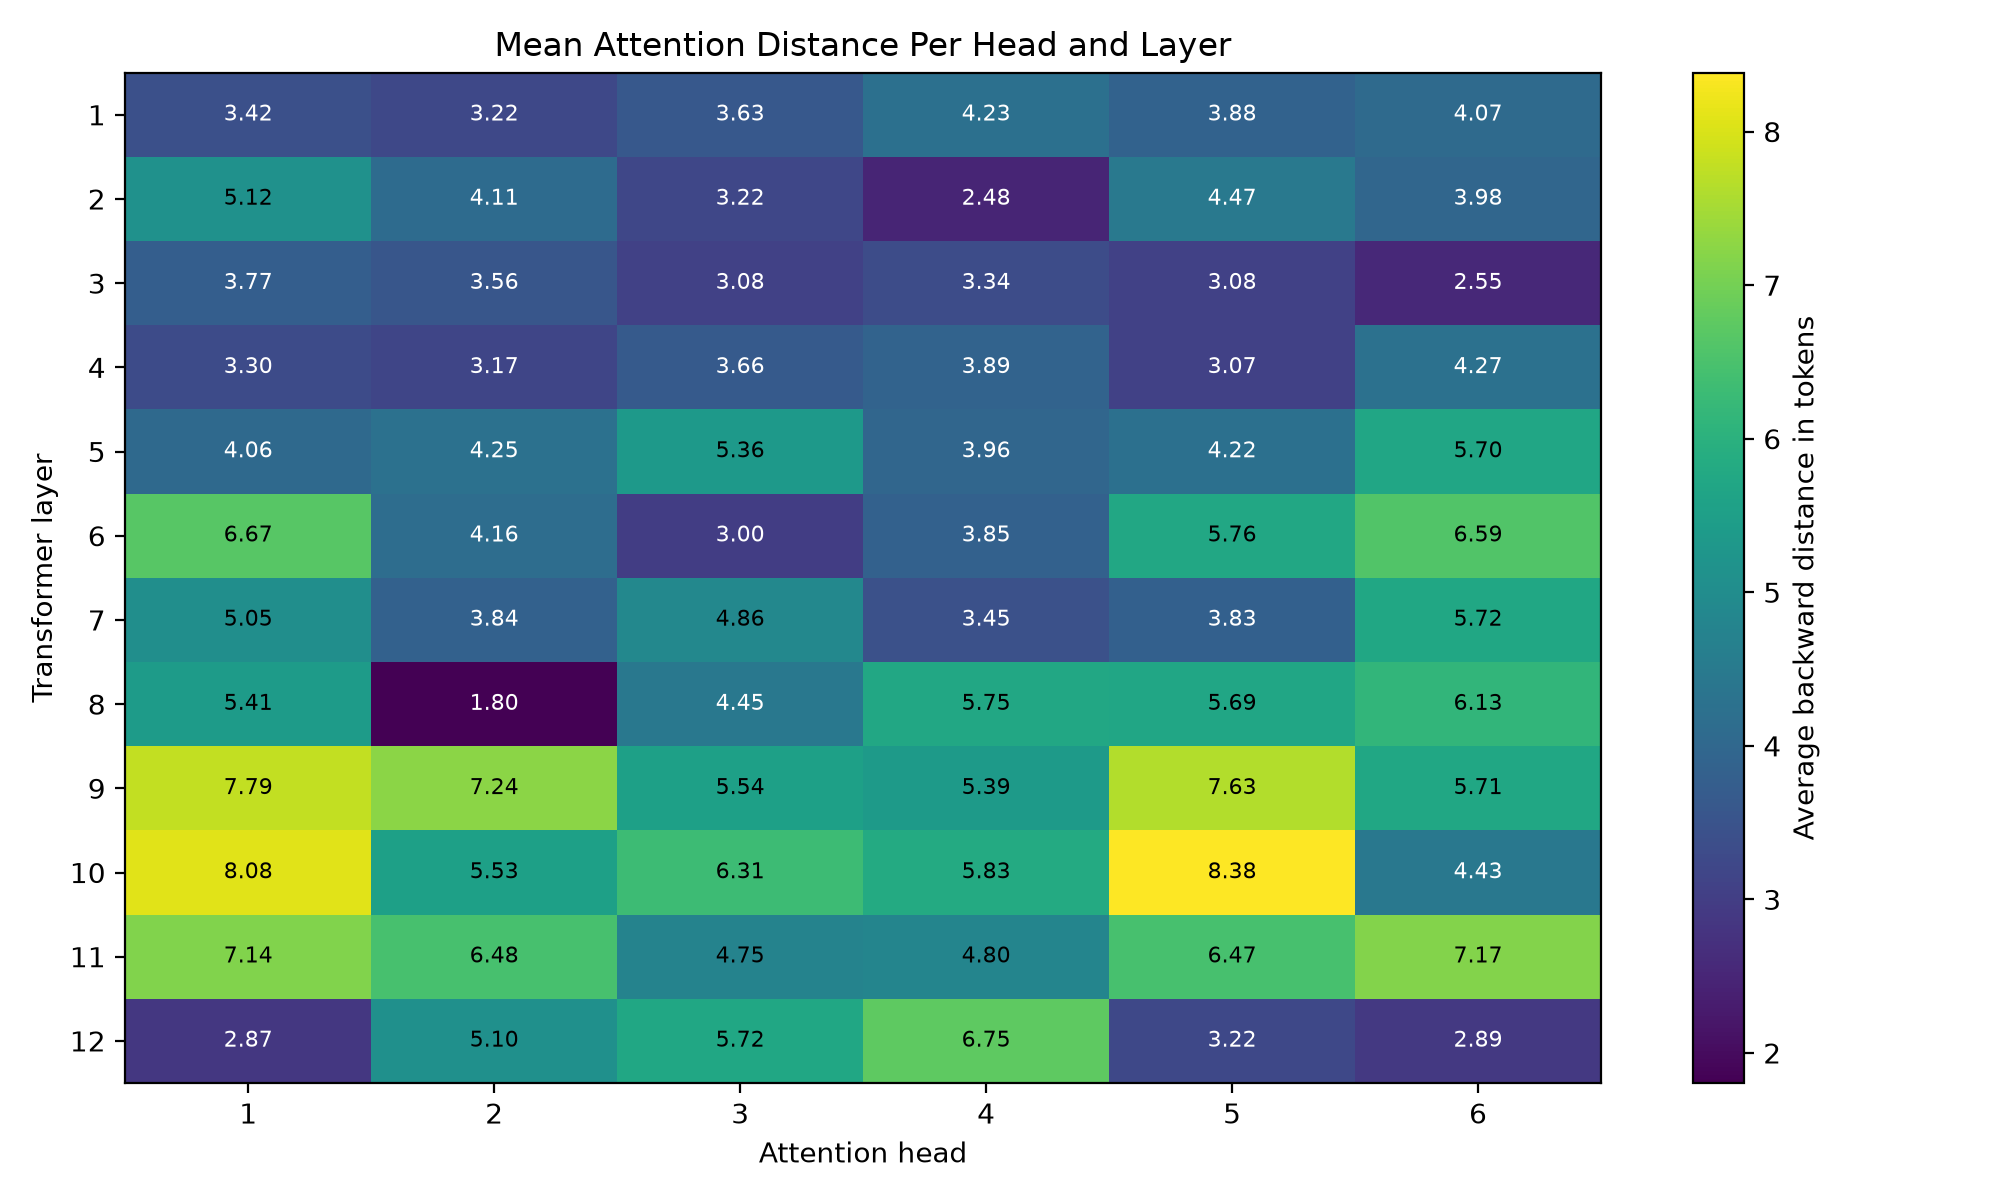 Mean Attention Distance Per Head and Layer
1 3.42 3.22 3.63 4.23 3.88 4.07
2 5.12 4.11 3.22 2.48 4.47 3.98
3 3.77 3.56 3.08 3.34 3.08 2.55
4 3.30 3.17 3.66 3.89 3.07 4.27
5 4.06 4.25 5.36 3.96 4.22 5.70
6 6.67 4.16 3.00 3.85 5.76 6.59
7 5.05 3.84 4.86 3.45 3.83 5.72
8 5.41 1.80 4.45 5.75 5.69 6.13
9 7.79 7.24 5.54 5.39 7.63 5.71
10 8.08 5.53 6.31 5.83 8.38 4.43
11 7.14 6.48 4.75 4.80 6.47 7.17
12 2.87 5.10 5.72 6.75 3.22 2.89
1 2 3 4 5 6
Attention head
Transformer layer
8
7
6
5
4
3
2
Average backward distance in tokens